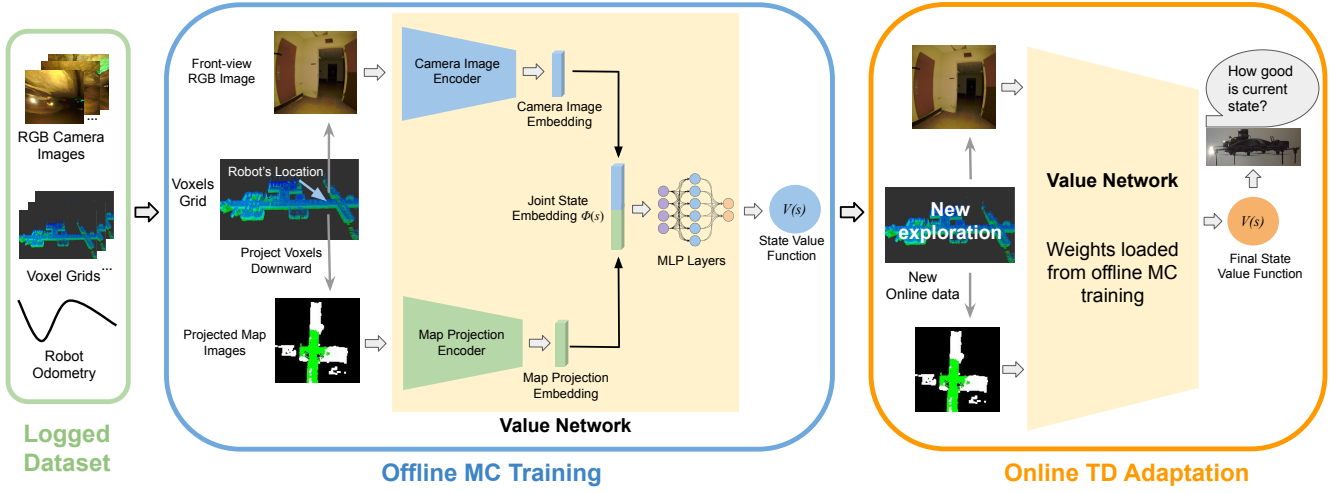 RGB Camera
Images
...
Voxel Grids
...
Robot
Odometry
Logged
Dataset
Front-view
RGB Image
Voxels
Grid
Robot's Location
Project Voxels
Downward
Projected Map
Images
Camera Image
Encoder
Camera Image
Embedding
Joint State
Embedding Φ(s)
Map Projection
Encoder
Map Projection
Embedding
MLP Layers
V(s)
State Value
Function
Value Network
Offline MC Training
New
exploration
New
Online data
Value Network
Weights loaded
from offline MC
training
How good
is current
state?
V(s)
Final State
Value Function
Online TD Adaptation